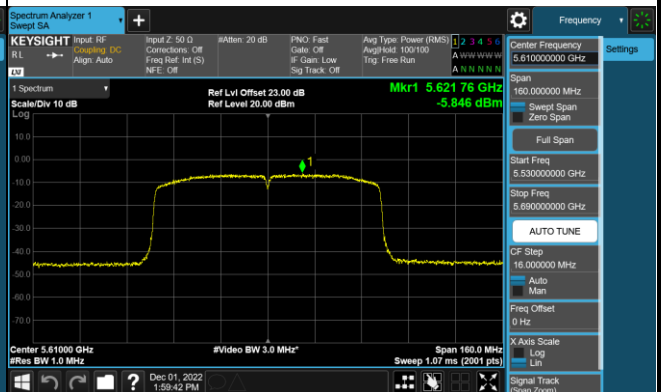 Spectrum Analyzer 1
Swept SA
+
Frequency
KEYSIGHT
RL
LXI
Input: RF
Coupling: DC
Align: Auto
Input Z: 50 Ω
Corrections: Off
Freq Ref: Int (S)
NFE: Off
#Atten: 20 dB
PNO: Fast
Gate: Off
IF Gain: Low
Sig Track: Off
Avg Type: Power (RMS)
Avg|Hold: 100/100
Trig: Free Run
1 2 3 4 5 6
A W W W W W
A N N N N N
Center Frequency
5.610000000 GHz
Settings
Span
160.000000 MHz
Swept Span
Zero Span
Full Span
Start Freq
5.530000000 GHz
Stop Freq
5.690000000 GHz
AUTO TUNE
CF Step
16.000000 MHz
Auto
Man
Freq Offset
0 Hz
X Axis Scale
Log
Lin
Signal Track
(Span Zoom)
1 Spectrum
Scale/Div 10 dB
Log
Ref Lvl Offset 23.00 dB
Ref Level 20.00 dBm
Mkr1 5.621 76 GHz
-5.846 dBm
10.0
0.00
-10.0
-20.0
-30.0
-40.0
-50.0
-60.0
-70.0
1
Center 5.61000 GHz
#Res BW 1.0 MHz
#Video BW 3.0 MHz*
Span 160.0 MHz
Sweep 1.07 ms (2001 pts)
?
Dec 01, 2022
1:59:42 PM